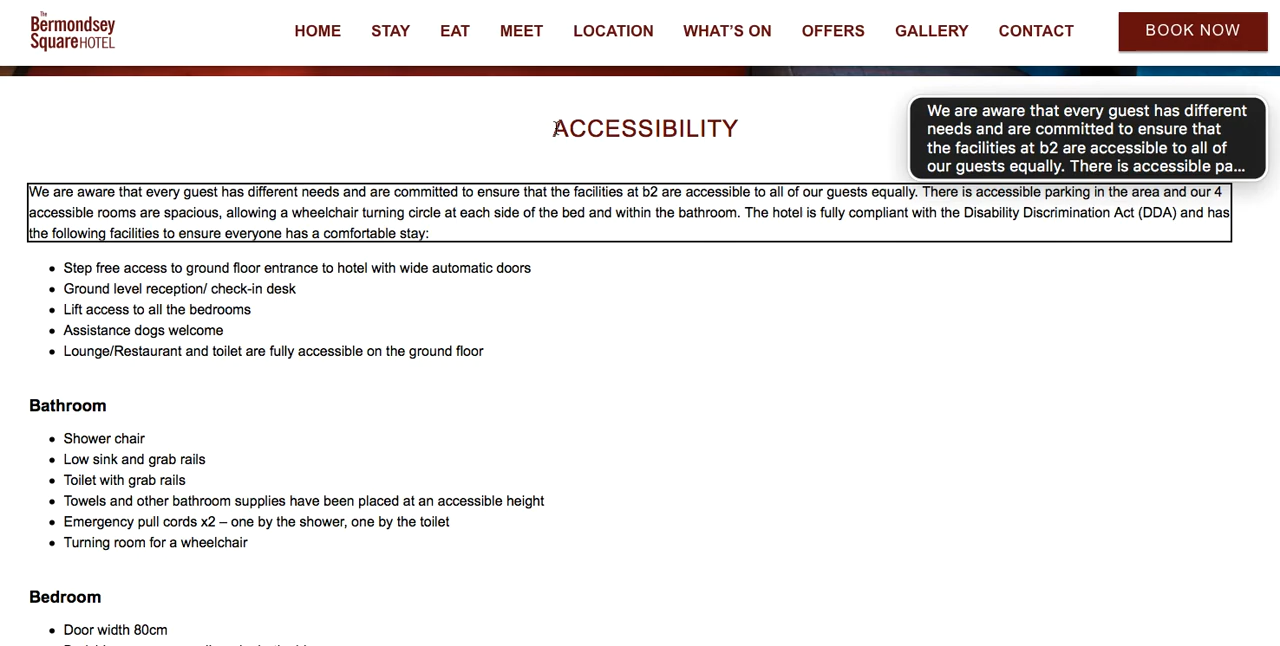 The
Bermondsey
Square HOTEL
HOME STAY EAT MEET LOCATION WHAT'S ON OFFERS GALLERY CONTACT BOOK NOW
ACCESSIBILITY
We are aware that every guest has different
needs and are committed to ensure that
the facilities at b2 are accessible to all of
our guests equally. There is accessible pa...
We are aware that every guest has different needs and are committed to ensure that the facilities at b2 are accessible to all of our guests equally. There is accessible parking in the area and our 4
accessible rooms are spacious, allowing a wheelchair turning circle at each side of the bed and within the bathroom. The hotel is fully compliant with the Disability Discrimination Act (DDA) and has
the following facilities to ensure everyone has a comfortable stay:
• Step free access to ground floor entrance to hotel with wide automatic doors
• Ground level reception/ check-in desk
• Lift access to all the bedrooms
• Assistance dogs welcome
• Lounge/Restaurant and toilet are fully accessible on the ground floor
Bathroom
• Shower chair
• Low sink and grab rails
• Toilet with grab rails
• Towels and other bathroom supplies have been placed at an accessible height
• Emergency pull cords x2 – one by the shower, one by the toilet
• Turning room for a wheelchair
Bedroom
• Door width 80cm